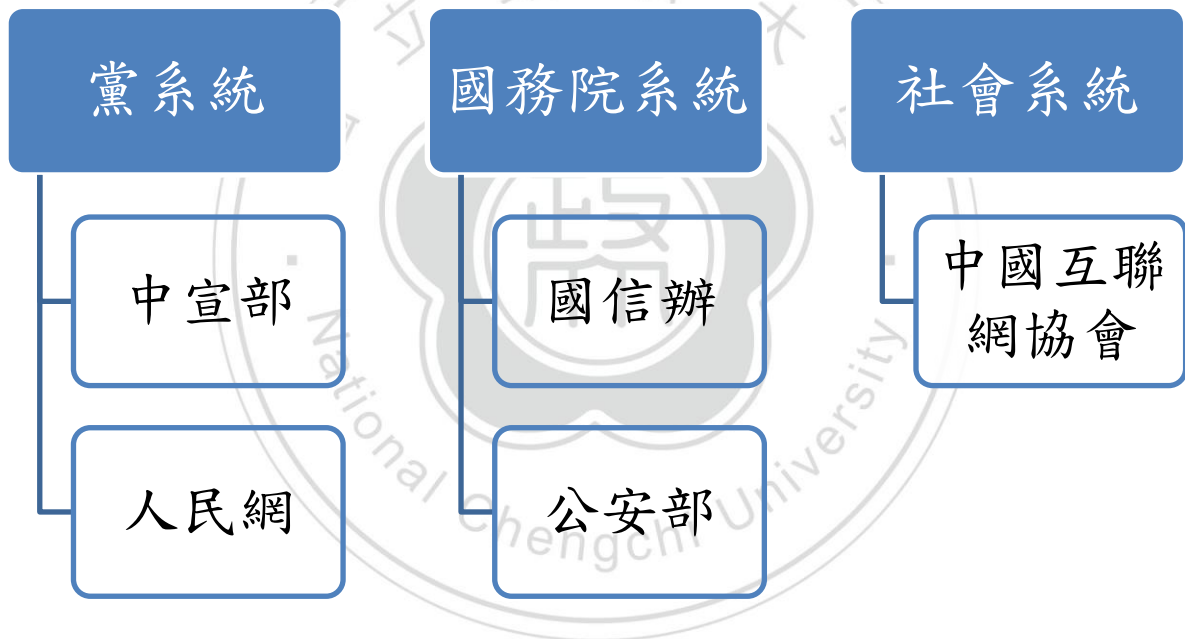 黨系統
國務院系統
社會系統
中宣部
國信辦
中國互聯
網協會
人民網
公安部
National Chengchi University